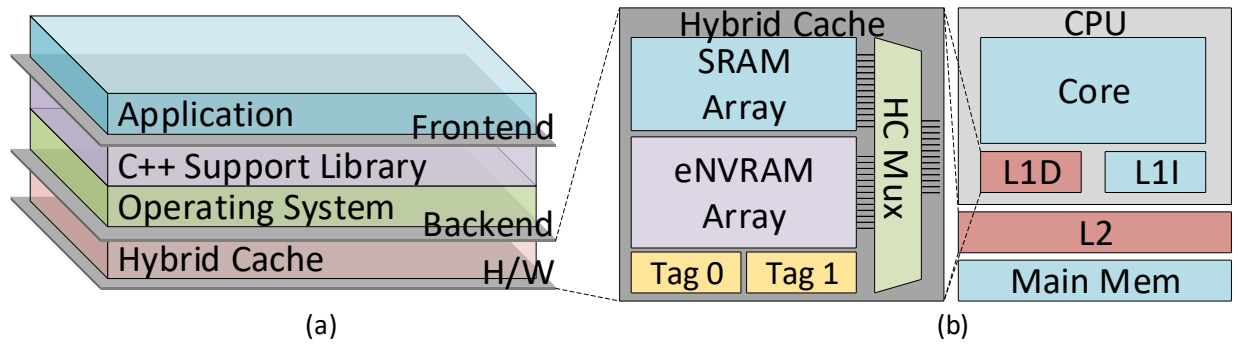 Application
Frontend
C++ Support Library
Operating System
Backend
Hybrid Cache
H/W
(a)
Hybrid Cache
SRAM
Array
eNVRAM
Array
Tag 0
Tag 1
HC Mux
CPU
Core
L1D
L1I
L2
Main Mem
(b)